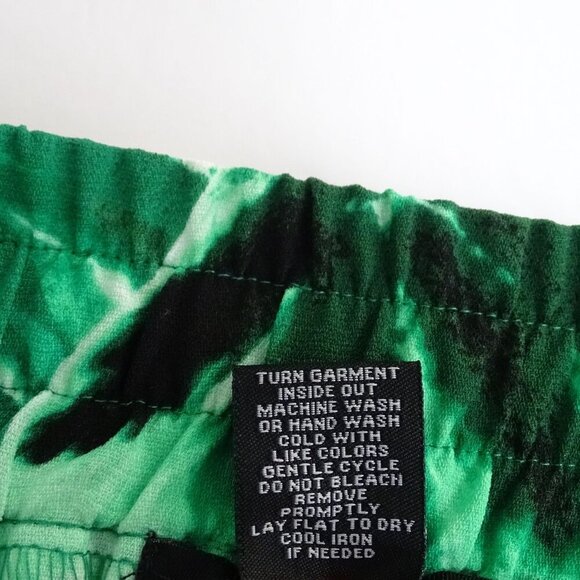 TURN GARMENT
INSIDE OUT
MACHINE WASH
OR HAND WASH
COLD WITH
LIKE COLORS
GENTLE CYCLE
DO NOT BLEACH
REMOVE
PROMPTLY
LAY FLAT TO DRY
COOL IRON
IF NEEDED